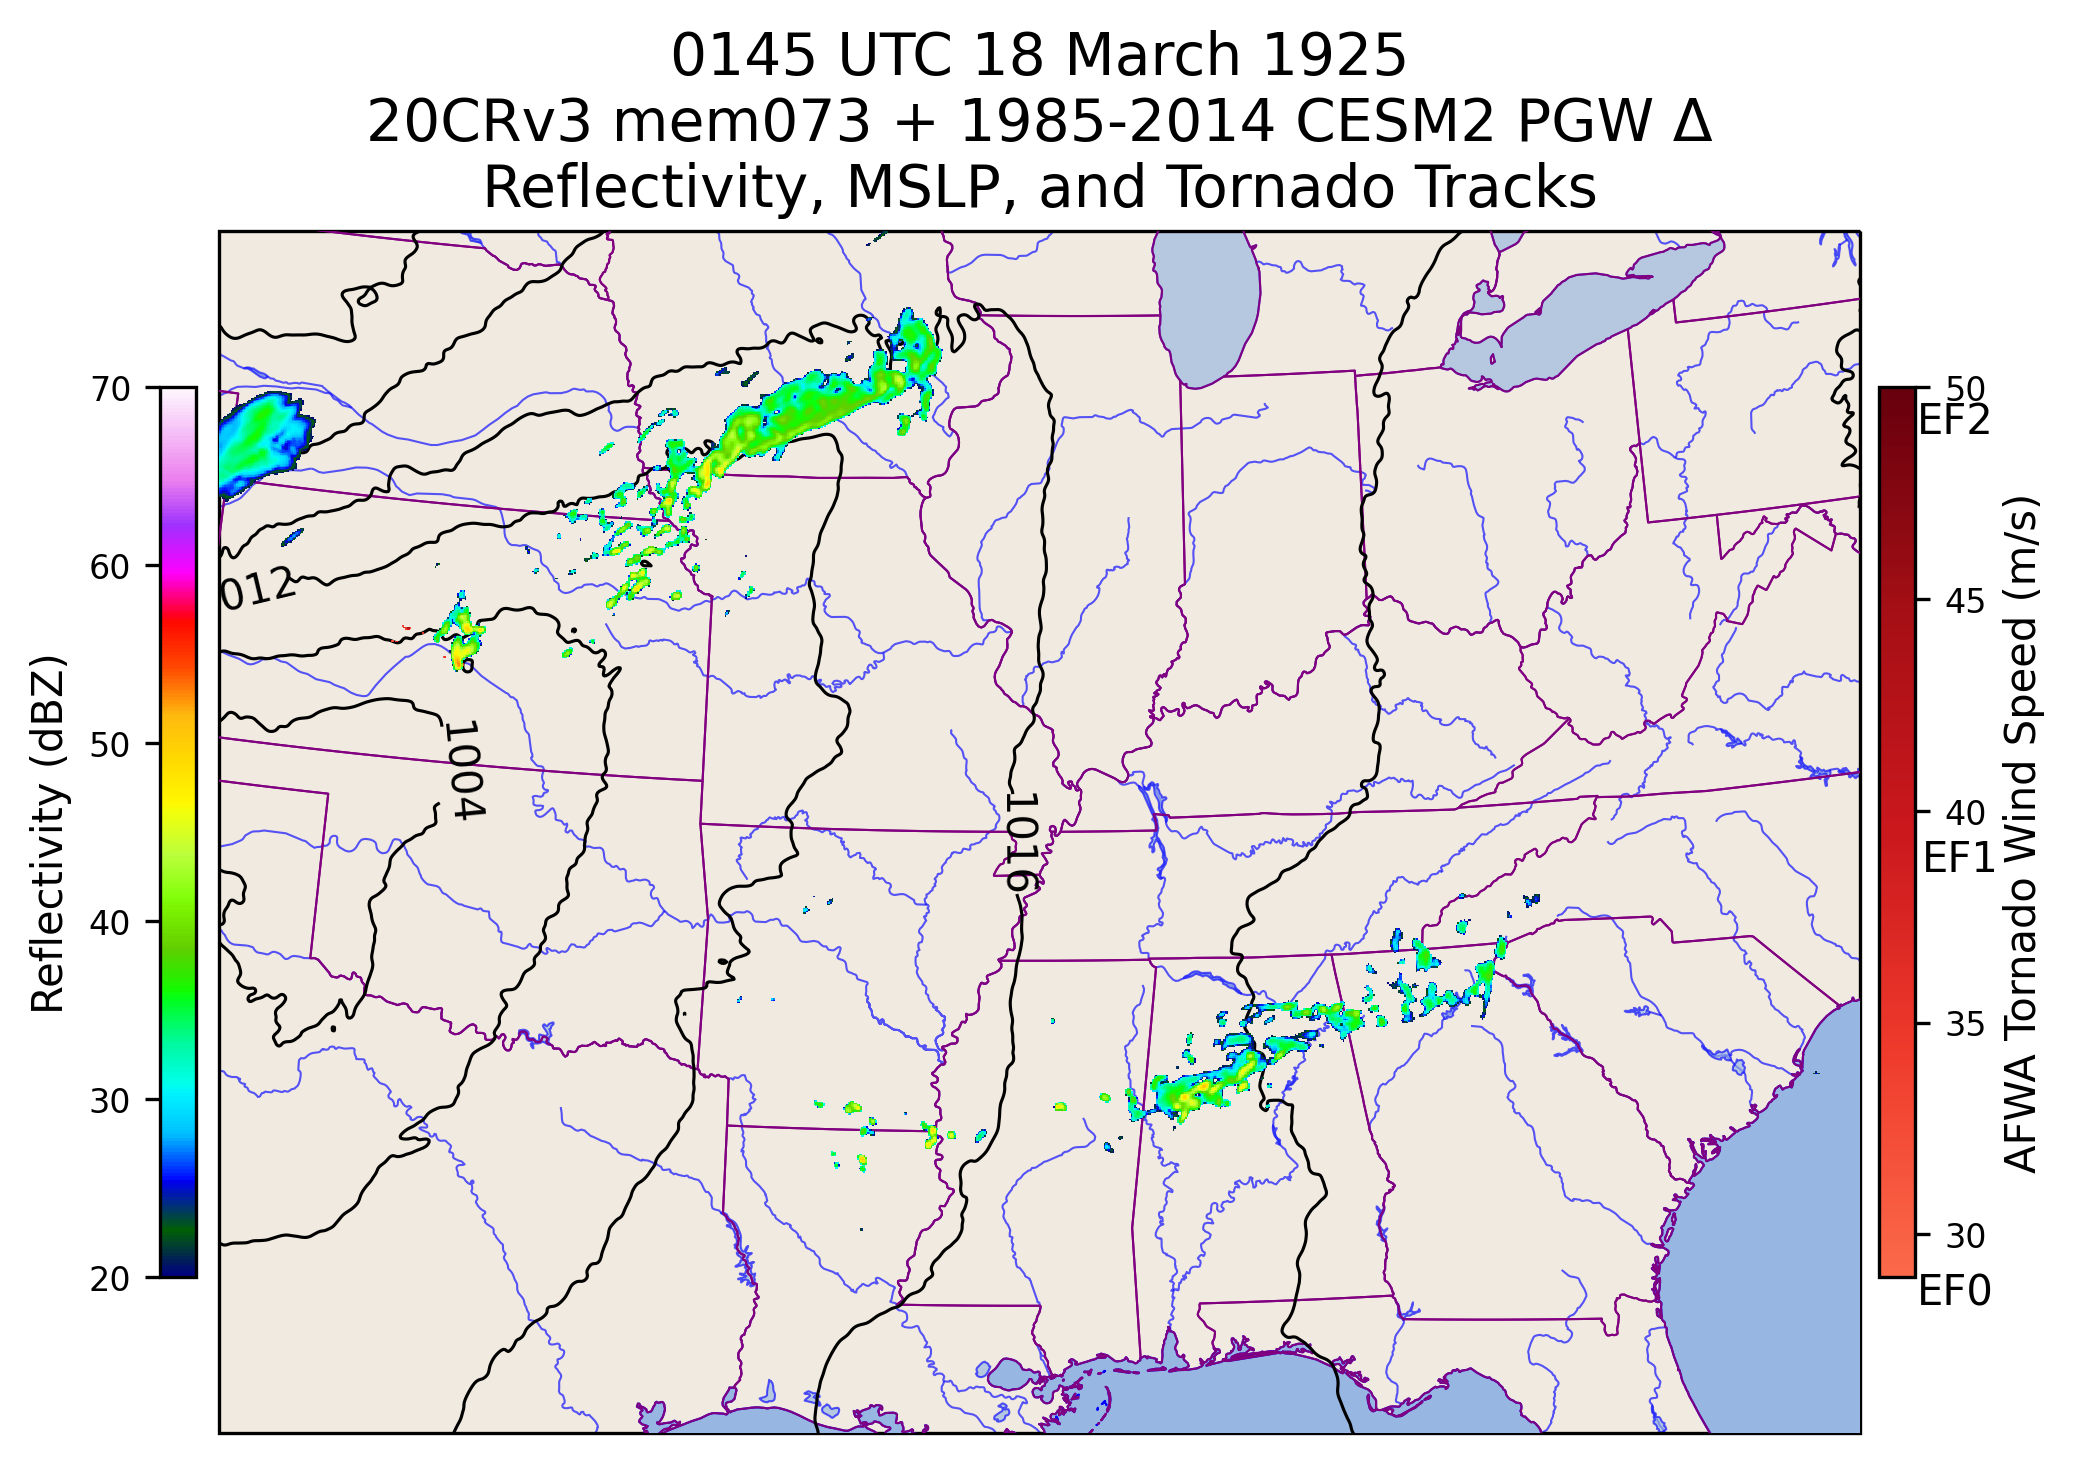 0145 UTC 18 March 1925
20CRv3 mem073 + 1985-2014 CESM2 PGW Δ
Reflectivity, MSLP, and Tornado Tracks
70
60
50
40
30
20
Reflectivity (dBZ)
012
1004
1016
50
EF2
45
40
EF1
35
30
EF0
AFWA Tornado Wind Speed (m/s)